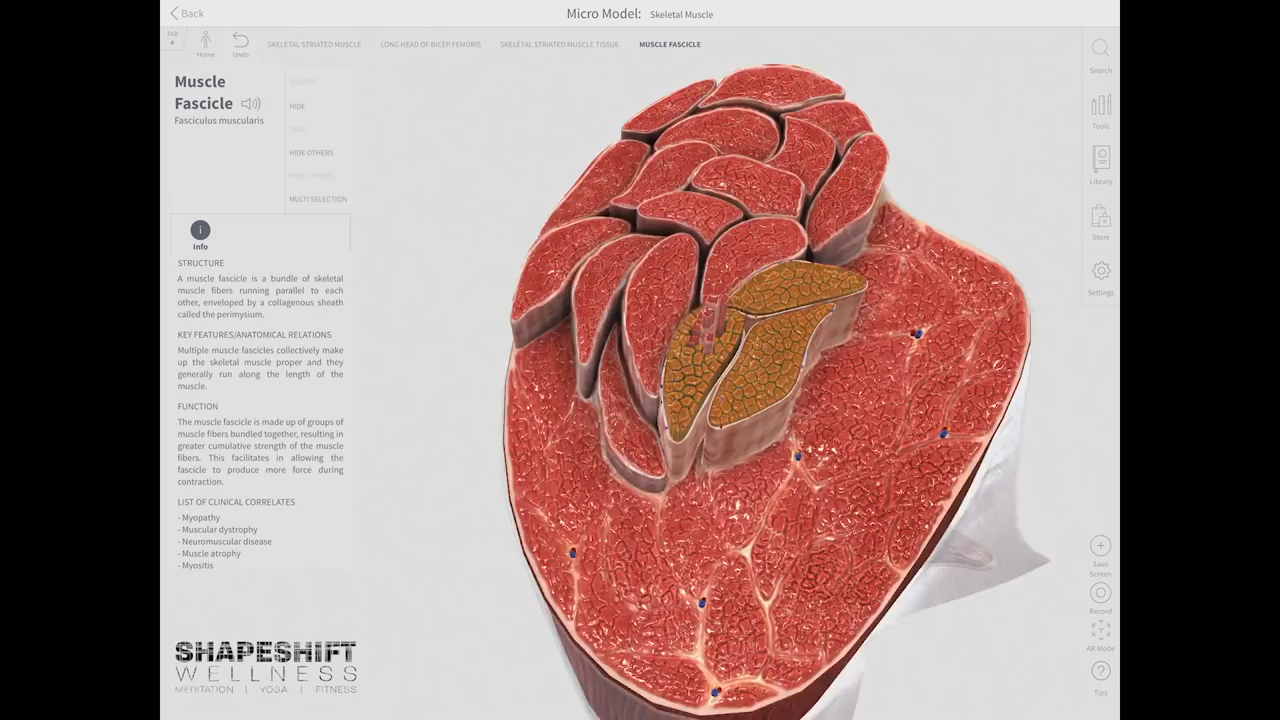 Back
Micro Model: Skeletal Muscle
TAB
+
Home
Undo
SKELETAL STRIATED MUSCLE
LONG HEAD OF BICEP FEMORIS
SKELETAL STRIATED MUSCLE TISSUE
MUSCLE FASCICLE
Muscle
Fascicle
Fasciculus muscularis
HIDE
FADE
HIDE OTHERS
FADE OTHERS
MULTI SELECTION
i
Info
STRUCTURE
A muscle fascicle is a bundle of skeletal
muscle fibers running parallel to each
other, enveloped by a collagenous sheath
called the perimysium.
KEY FEATURES/ANATOMICAL RELATIONS
Multiple muscle fascicles collectively make
up the skeletal muscle proper and they
generally run along the length of the
muscle.
FUNCTION
The muscle fascicle is made up of groups of
muscle fibers bundled together, resulting in
greater cumulative strength of the muscle
fibers. This facilitates in allowing the
fascicle to produce more force during
contraction.
LIST OF CLINICAL CORRELATES
- Myopathy
- Muscular dystrophy
- Neuromuscular disease
- Muscle atrophy
- Myositis
SHAPESHIFT
WELLNESS
MEDITATION | YOGA | FITNESS
Search
Tools
Library
Store
Settings
Save
Screen
Record
AR Mode
?
Tips